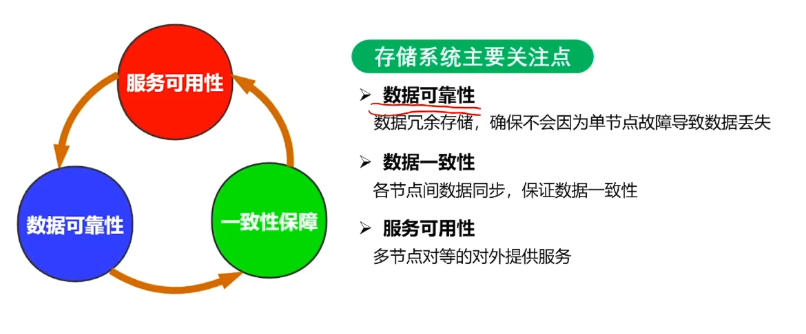 服务可用性
数据可靠性
一致性保障
存储系统主要关注点
数据可靠性
数据冗余存储，确保不会因为单节点故障导致数据丢失
数据一致性
各节点间数据同步，保证数据一致性
服务可用性
多节点对等的对外提供服务